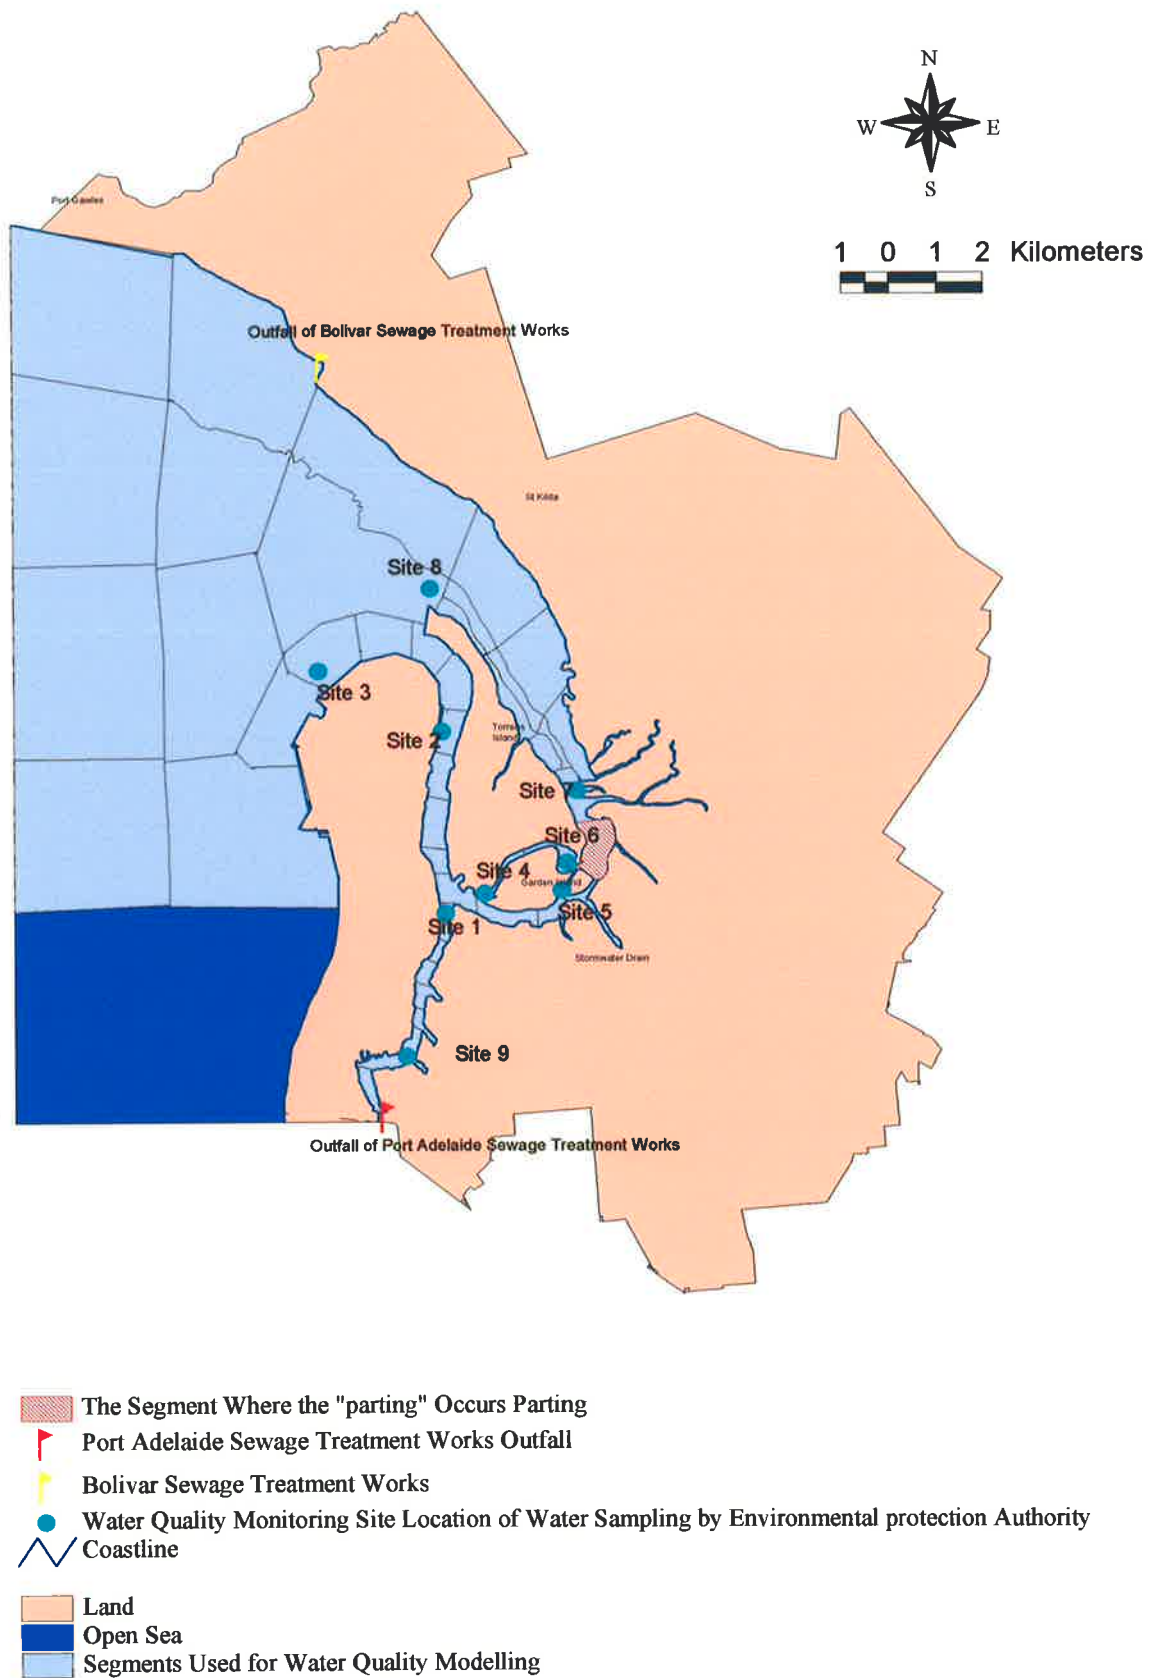 N
W E
S
1 0 1 2 Kilometers
Port Gawler
Outfall of Bolivar Sewage Treatment Works
St Kilda
Site 8
Site 3
Site 2
Torrens
Island
Site 7
Site 6
Site 4
Garden Island
Site 5
Site 1
Stormwater Drain
Site 9
Outfall of Port Adelaide Sewage Treatment Works
The Segment Where the "parting" Occurs Parting
Port Adelaide Sewage Treatment Works Outfall
Bolivar Sewage Treatment Works
Water Quality Monitoring Site Location of Water Sampling by Environmental protection Authority
Coastline
Land
Open Sea
Segments Used for Water Quality Modelling